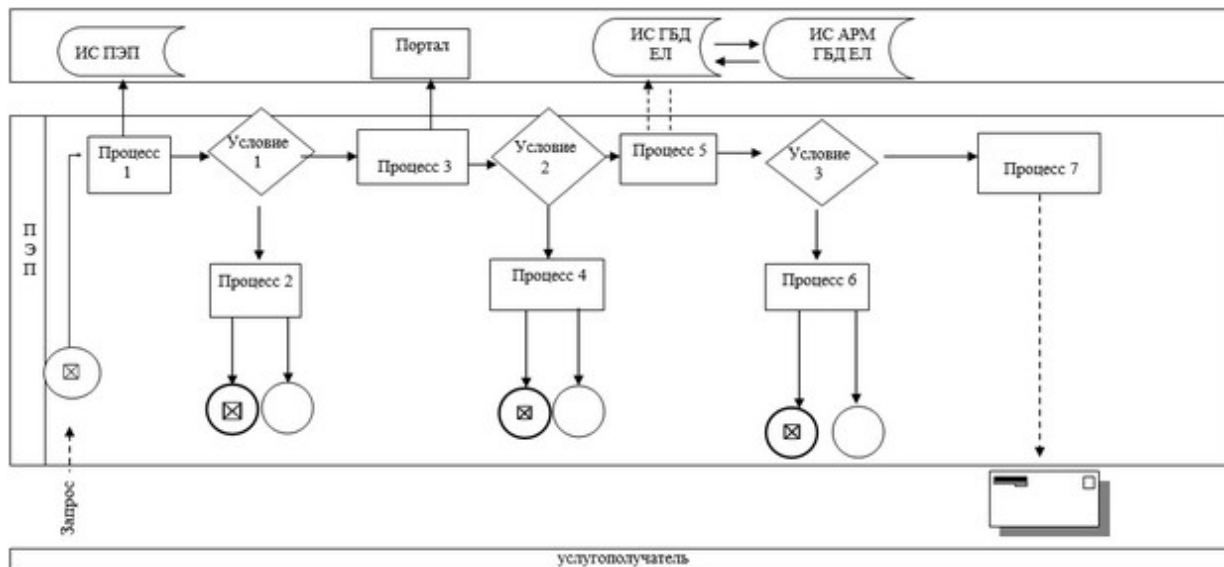 ИС ПЭП
Портал
ИС ГБД
ЕЛ
ИС АРМ
ГБД ЕЛ
Процесс
1
Условие
1
Процесс 3
Условие
2
Процесс 5
Условие
3
Процесс 7
П
Э
П
Процесс 2
Процесс 4
Процесс 6
Запрос
услугополучатель